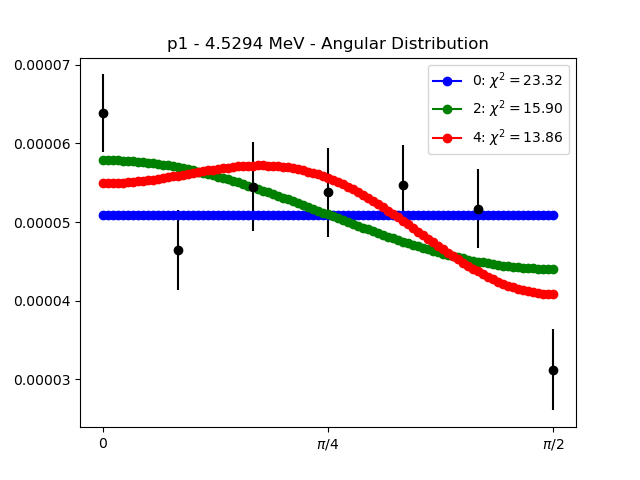 p1 - 4.5294 MeV - Angular Distribution
0.00007
0.00006
0.00005
0.00004
0.00003
0
π/4
π/2
0: χ² = 23.32
2: χ² = 15.90
4: χ² = 13.86